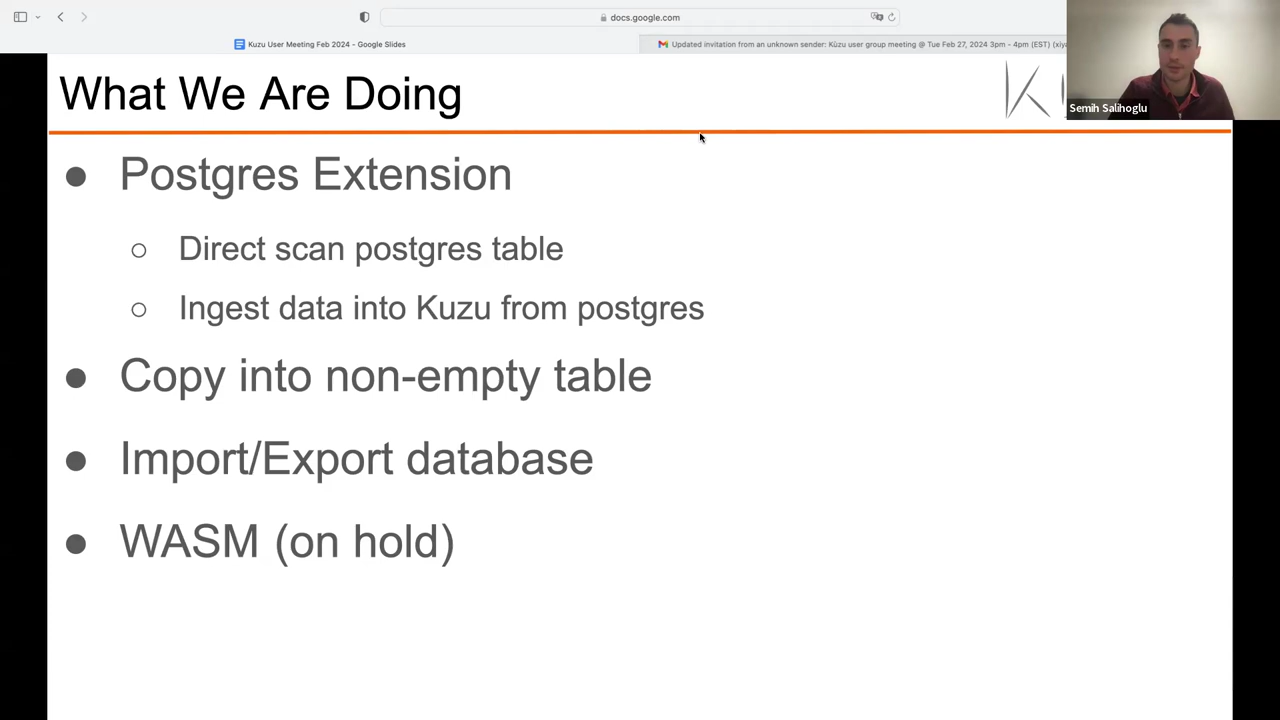 docs.google.com
Kuzu User Meeting Feb 2024 - Google Slides
Updated invitation from an unknown sender: Kùzu user group meeting @ Tue Feb 27, 2024 3pm - 4pm (EST) (xiy
What We Are Doing
K
Semih Salihoglu
● Postgres Extension
○ Direct scan postgres table
○ Ingest data into Kuzu from postgres
● Copy into non-empty table
● Import/Export database
● WASM (on hold)